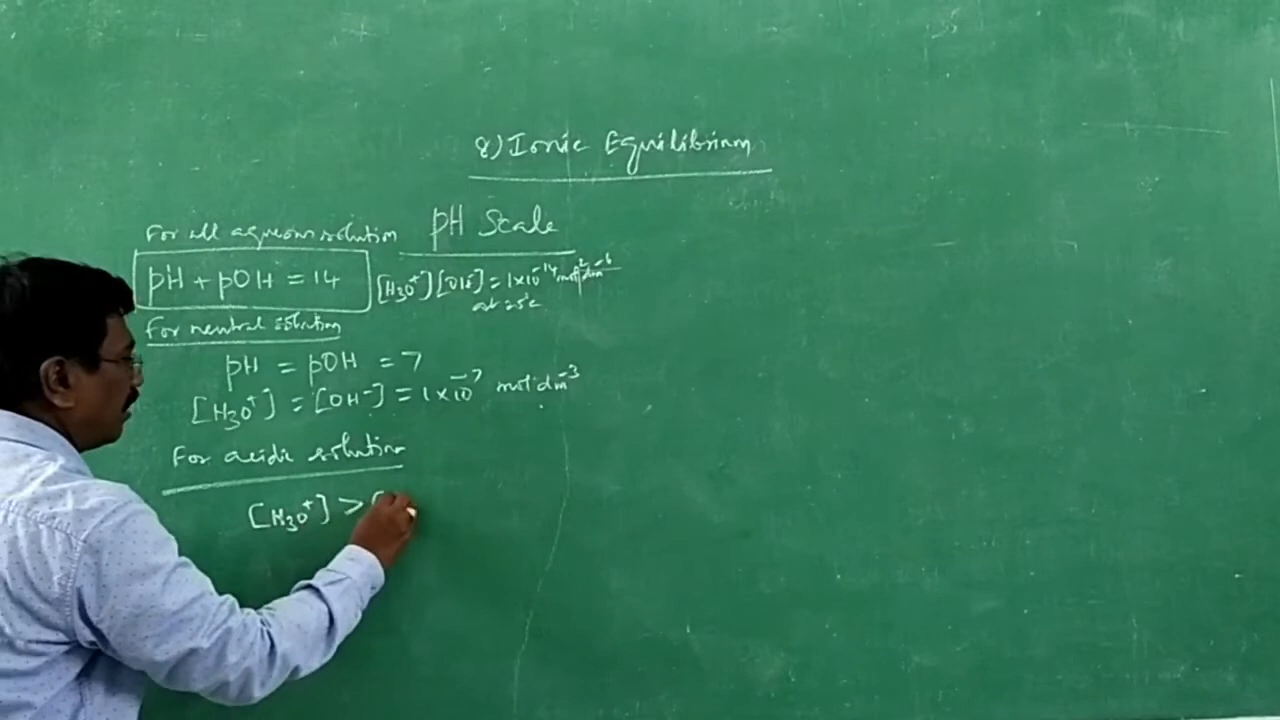 8) Ionic Equilibrium
pH Scale
For all aqueous solution
pH + pOH = 14
[H₃O⁺][OH⁻] = 1×10⁻¹⁴ mol² dm⁻⁶
at 25°c
For neutral solution
pH = pOH = 7
[H₃O⁺] = [OH⁻] = 1×10⁻⁷ mol dm⁻³
For acidic solution
[H₃O⁺] > [